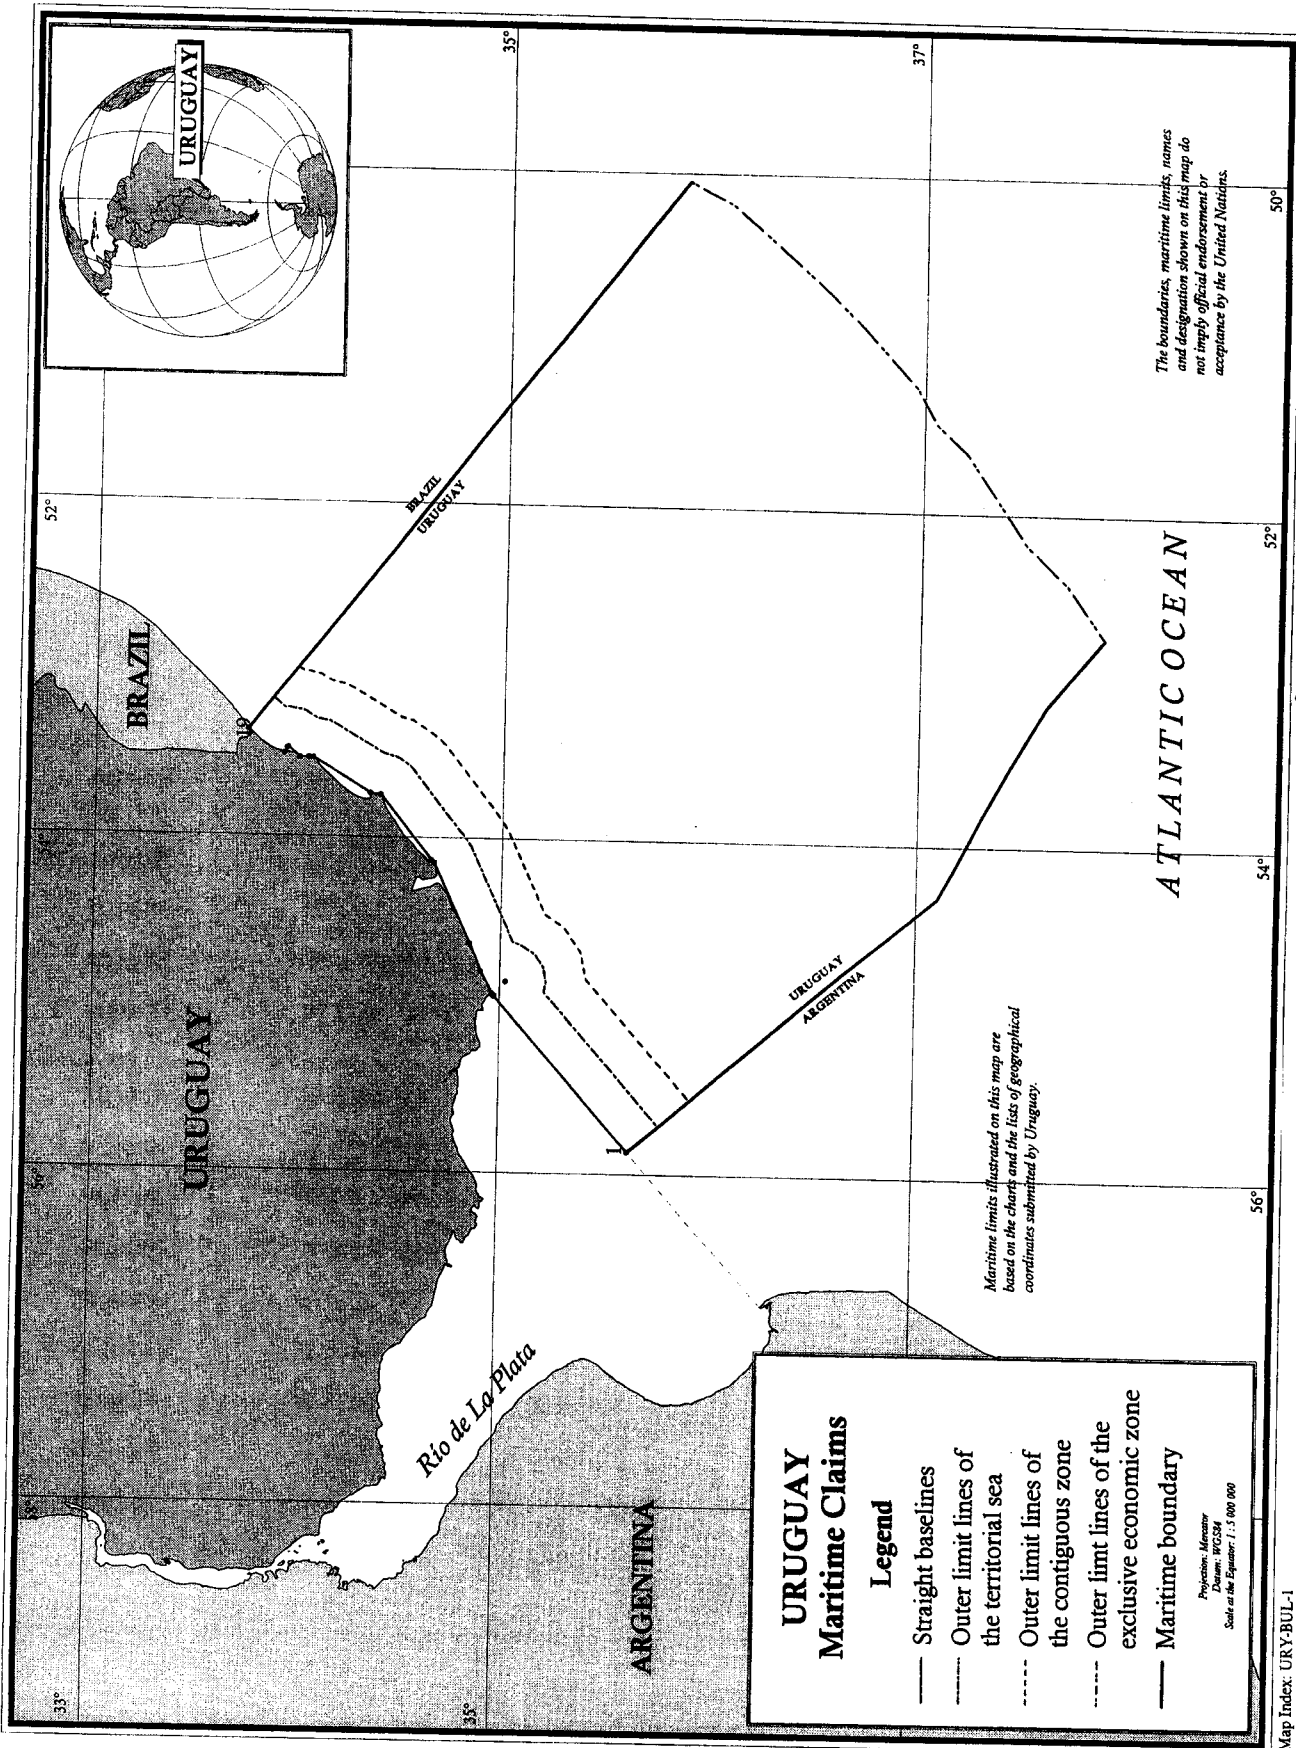 URUGUAY
35°
37°
52°
50°
The boundaries, maritime limits, names
and designation shown on this map do
not imply official endorsement or
acceptance by the United Nations.
BRAZIL
URUGUAY
BRAZIL
19
52°
ATLANTIC OCEAN
54°
54°
URUGUAY
URUGUAY
ARGENTINA
1
56°
56°
Maritime limits illustrated on this map are
based on the charts and the lists of geographical
coordinates submitted by Uruguay.
Río de La Plata
58°
ARGENTINA
33°
35°
URUGUAY
Maritime Claims
Legend
Straight baselines
Outer limit lines of
the territorial sea
Outer limit lines of
the contiguous zone
Outer limt lines of the
exclusive economic zone
Maritime boundary
Projection: Mercator
Datum: WGS84
Scale at the Equator: 1 : 5 000 000
Map Index: URY-BUL-1